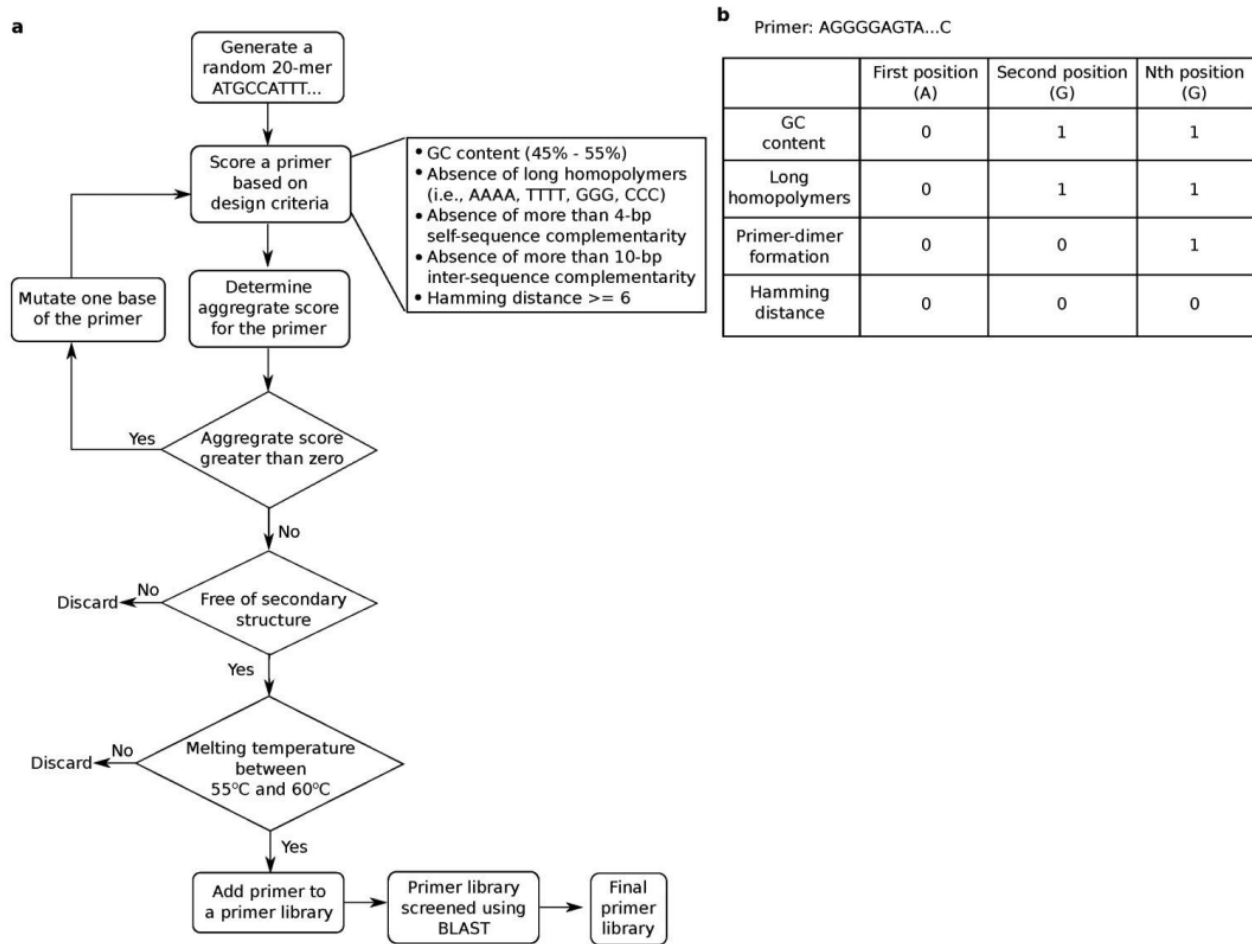 a
Generate a
random 20-mer
ATGCCATTT...
Score a primer
based on
design criteria
• GC content (45% - 55%)
• Absence of long homopolymers
(i.e., AAAA, TTTT, GGG, CCC)
• Absence of more than 4-bp
self-sequence complementarity
• Absence of more than 10-bp
inter-sequence complementarity
• Hamming distance >= 6
Mutate one base
of the primer
Determine
aggregate score
for the primer
Yes
Aggregrate score
greater than zero
No
Discard
No
Free of secondary
structure
Yes
Discard
No
Melting temperature
between
55°C and 60°C
Yes
Add primer to
a primer library
Primer library
screened using
BLAST
Final
primer
library
b
Primer: AGGGGAGTA...C
First position
(A)
Second position
(G)
Nth position
(G)
GC
content
0
1
1
Long
homopolymers
0
1
1
Primer-dimer
formation
0
0
1
Hamming
distance
0
0
0